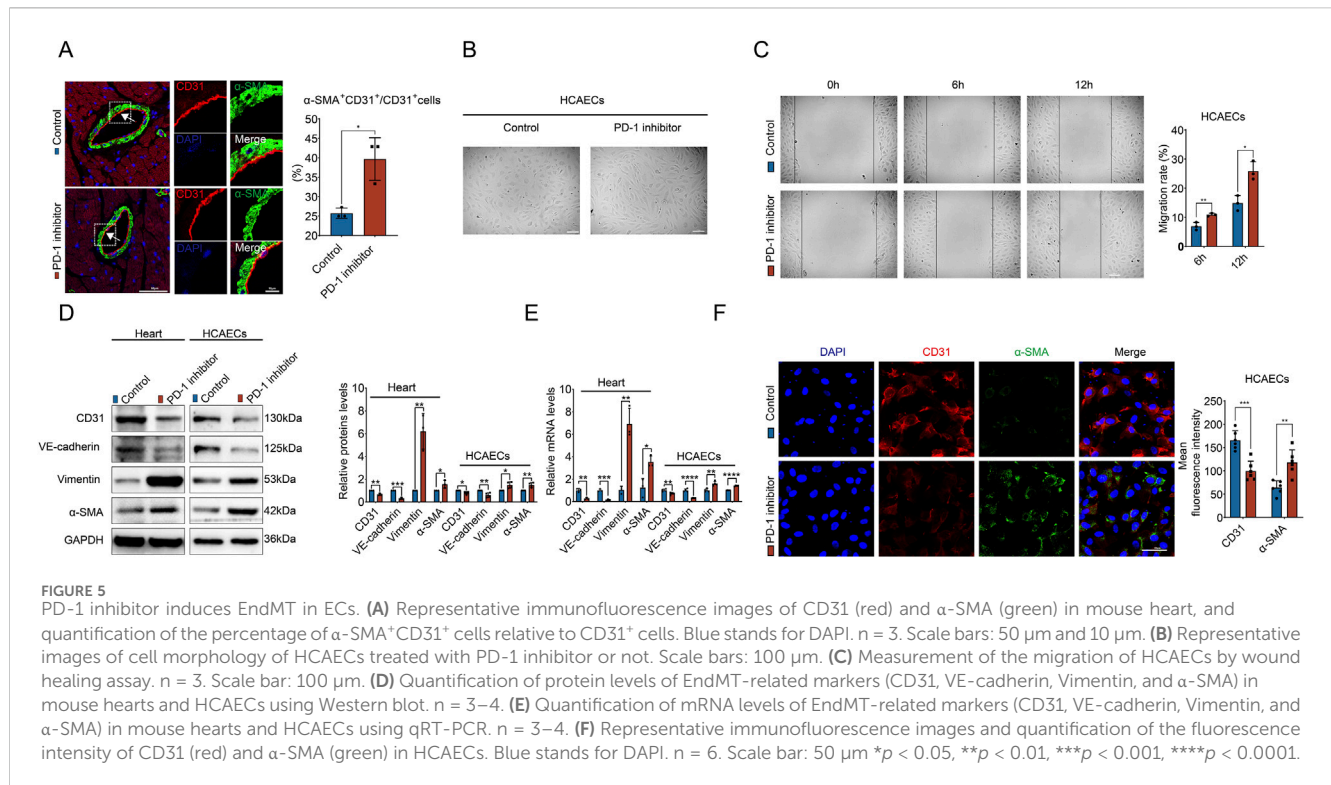 A
Control
PD-1 inhibitor
CD31
α-SMA
DAPI
Merge
CD31
α-SMA
DAPI
Merge
α-SMA⁺CD31⁺/CD31⁺cells
(%)
50
45
40
35
30
25
20
*
Control
PD-1 inhibitor
B
HCAECs
Control
PD-1 inhibitor
C
0h
6h
12h
Control
PD-1 inhibitor
HCAECs
Migration rate (%)
40
30
20
10
0
**
*
6h
12h
D
Heart
HCAECs
Control
PD-1 inhibitor
Control
PD-1 inhibitor
CD31
130kDa
VE-cadherin
125kDa
Vimentin
53kDa
α-SMA
42kDa
GAPDH
36kDa
Relative proteins levels
10
8
6
4
2
0
Heart
HCAECs
**
***
**
*
*
**
*
**
CD31
VE-cadherin
Vimentin
α-SMA
CD31
VE-cadherin
Vimentin
α-SMA
E
Relative mRNA levels
10
8
6
4
2
0
Heart
HCAECs
**
***
**
*
**
****
**
****
CD31
VE-cadherin
Vimentin
α-SMA
CD31
VE-cadherin
Vimentin
α-SMA
F
DAPI
CD31
α-SMA
Merge
Control
PD-1 inhibitor
HCAECs
Mean
fluorescence intensity
250
200
150
100
50
0
***
**
CD31
α-SMA
FIGURE 5
PD-1 inhibitor induces EndMT in ECs. (A) Representative immunofluorescence images of CD31 (red) and α-SMA (green) in mouse heart, and
quantification of the percentage of α-SMA⁺CD31⁺ cells relative to CD31⁺ cells. Blue stands for DAPI. n = 3. Scale bars: 50 μm and 10 μm. (B) Representative
images of cell morphology of HCAECs treated with PD-1 inhibitor or not. Scale bars: 100 μm. (C) Measurement of the migration of HCAECs by wound
healing assay. n = 3. Scale bar: 100 μm. (D) Quantification of protein levels of EndMT-related markers (CD31, VE-cadherin, Vimentin, and α-SMA) in
mouse hearts and HCAECs using Western blot. n = 3–4. (E) Quantification of mRNA levels of EndMT-related markers (CD31, VE-cadherin, Vimentin, and
α-SMA) in mouse hearts and HCAECs using qRT-PCR. n = 3–4. (F) Representative immunofluorescence images and quantification of the fluorescence
intensity of CD31 (red) and α-SMA (green) in HCAECs. Blue stands for DAPI. n = 6. Scale bar: 50 μm *p < 0.05, **p < 0.01, ***p < 0.001, ****p < 0.0001.